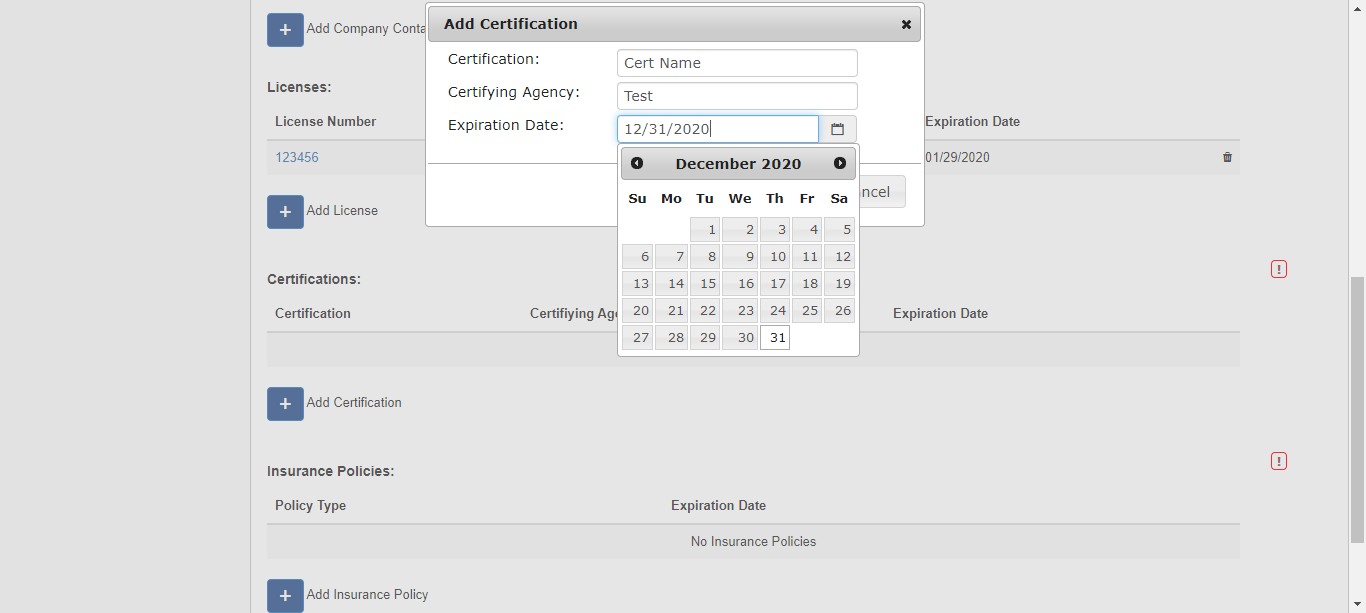 Add Company Conta
Add Certification
Certification:
Cert Name
Certifying Agency:
Test
Expiration Date:
12/31/2020
December 2020
Su Mo Tu We Th Fr Sa
1 2 3 4 5
6 7 8 9 10 11 12
13 14 15 16 17 18 19
20 21 22 23 24 25 26
27 28 29 30 31
ncel
Licenses:
License Number
Expiration Date
123456
01/29/2020
Add License
Certifications:
Certification
Certifiying Ag
Expiration Date
Add Certification
Insurance Policies:
Policy Type
Expiration Date
No Insurance Policies
Add Insurance Policy